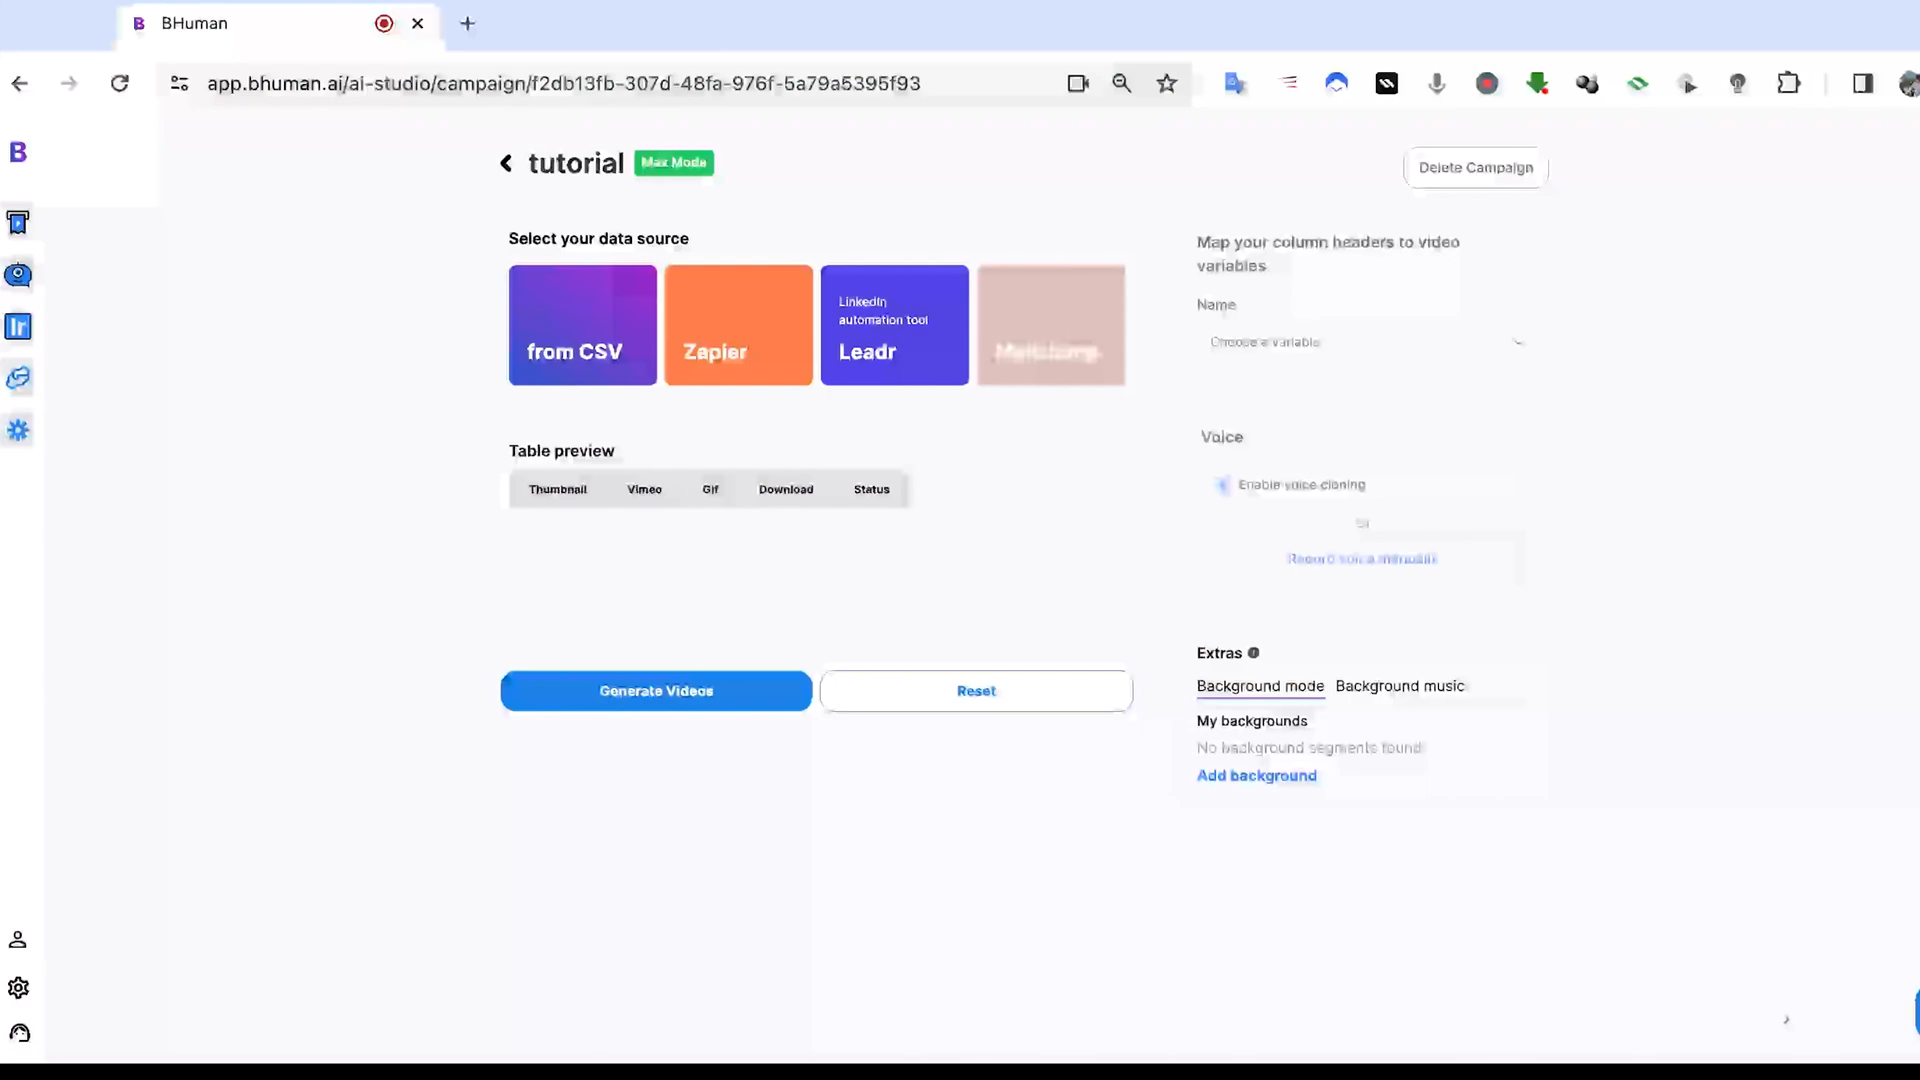 BHuman
app.bhuman.ai/ai-studio/campaign/f2db13fb-307d-48fa-976f-5a79a5395f93
B
tutorial
Max Mode
Delete Campaign
Select your data source
from CSV
Zapier
LinkedIn
automation tool
Leadr
Map your column headers to video
variables
Name
Choose a variable
Voice
Enable voice cloning
Table preview
Thumbnail Vimeo Gif Download Status
Generate Videos
Reset
Extras
Background mode Background music
My backgrounds
No background segments found
Add background